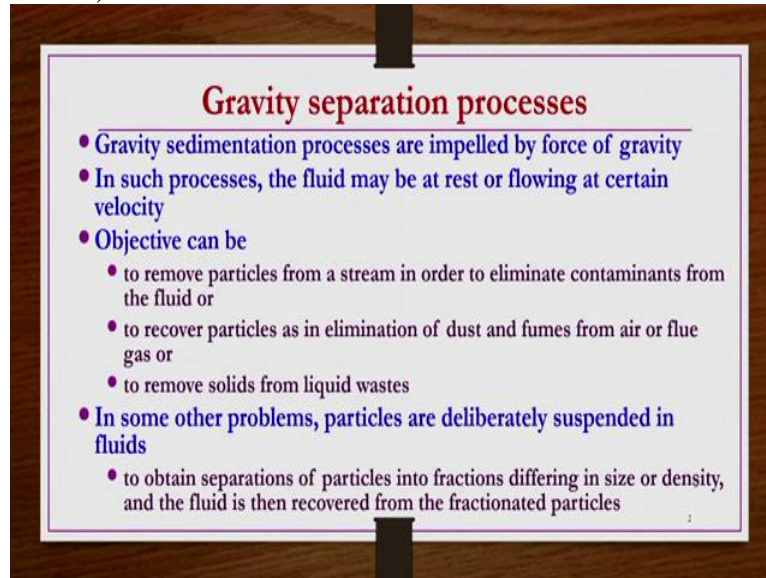 Gravity separation processes
• Gravity sedimentation processes are impelled by force of gravity
• In such processes, the fluid may be at rest or flowing at certain
velocity
• Objective can be
• to remove particles from a stream in order to eliminate contaminants from
the fluid or
• to recover particles as in elimination of dust and fumes from air or flue
gas or
• to remove solids from liquid wastes
• In some other problems, particles are deliberately suspended in
fluids
• to obtain separations of particles into fractions differing in size or density,
and the fluid is then recovered from the fractionated particles
2